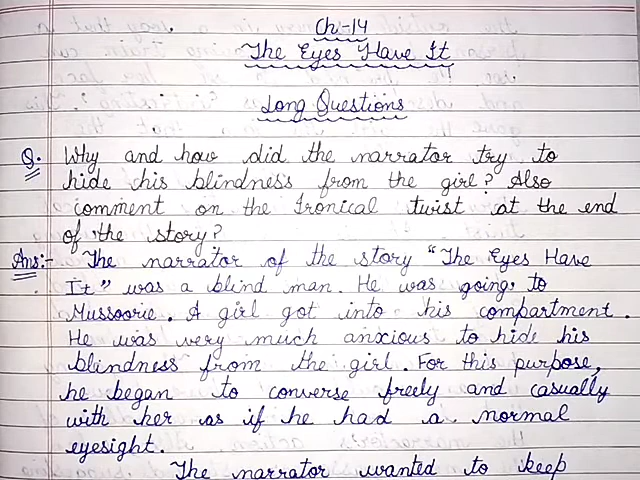 Ch-14
The Eyes Have It
Long Questions
Q. Why and how did the narrator try to
hide his blindness from the girl? Also
comment on the Ironical twist at the end
of the story?
Ans:- The narrator of the story "The Eyes Have
It" was a blind man. He was going to
Mussoorie. A girl got into his compartment.
He was very much anxious to hide his
blindness from the girl. For this purpose,
he began to converse freely and casually
with her as if he had a normal
eyesight.
The narrator wanted to keep